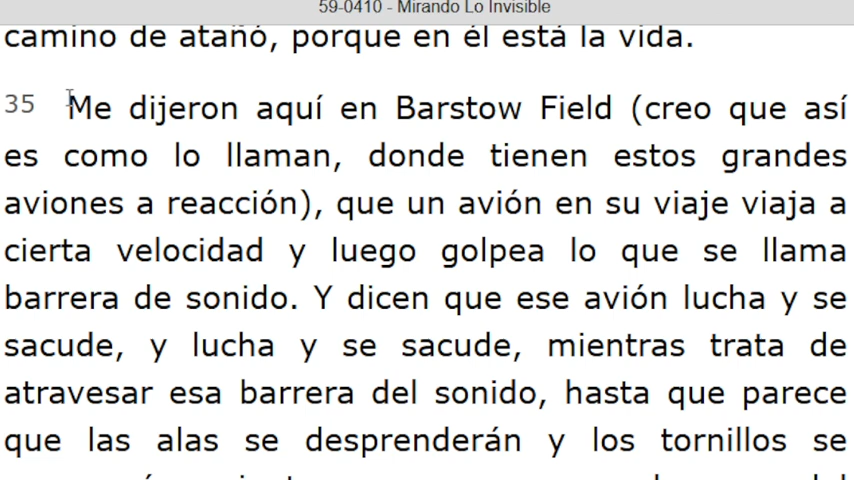 59-0410 - Mirando Lo Invisible
camino de atañó, porque en él está la vida.
35 Me dijeron aquí en Barstow Field (creo que así
es como lo llaman, donde tienen estos grandes
aviones a reacción), que un avión en su viaje viaja a
cierta velocidad y luego golpea lo que se llama
barrera de sonido. Y dicen que ese avión lucha y se
sacude, y lucha y se sacude, mientras trata de
atravesar esa barrera del sonido, hasta que parece
que las alas se desprenderán y los tornillos se